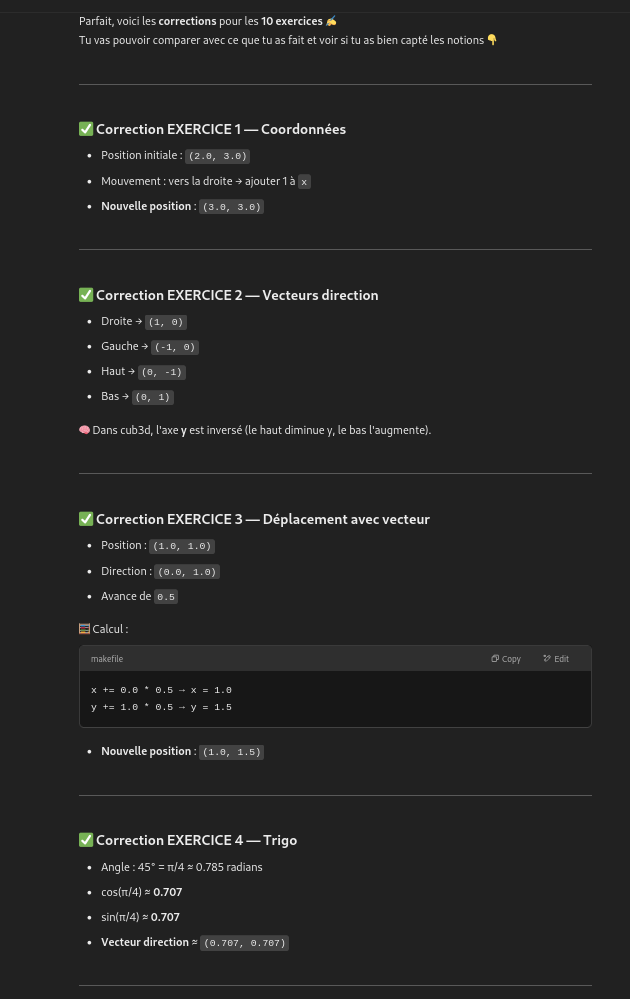 Parfait, voici les corrections pour les 10 exercices ✍️
Tu vas pouvoir comparer avec ce que tu as fait et voir si tu as bien capté les notions 👇
✅ Correction EXERCICE 1 — Coordonnées
• Position initiale : (2.0, 3.0)
• Mouvement : vers la droite → ajouter 1 à x
• Nouvelle position : (3.0, 3.0)
✅ Correction EXERCICE 2 — Vecteurs direction
• Droite → (1, 0)
• Gauche → (-1, 0)
• Haut → (0, -1)
• Bas → (0, 1)
🧠 Dans cub3d, l'axe y est inversé (le haut diminue y, le bas l'augmente).
✅ Correction EXERCICE 3 — Déplacement avec vecteur
• Position : (1.0, 1.0)
• Direction : (0.0, 1.0)
• Avance de 0.5
🧮 Calcul :
makefile Copy Edit
x += 0.0 * 0.5 → x = 1.0
y += 1.0 * 0.5 → y = 1.5
• Nouvelle position : (1.0, 1.5)
✅ Correction EXERCICE 4 — Trigo
• Angle : 45° = π/4 ≈ 0.785 radians
• cos(π/4) ≈ 0.707
• sin(π/4) ≈ 0.707
• Vecteur direction ≈ (0.707, 0.707)